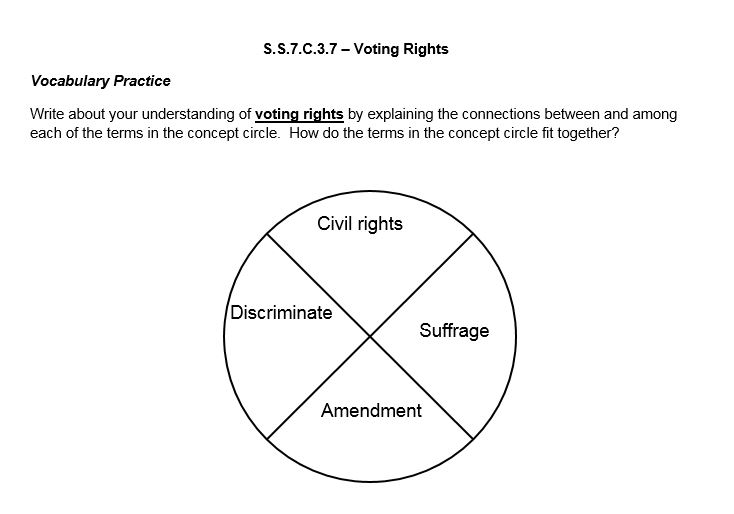 S.S.7.C.3.7 – Voting Rights
Vocabulary Practice
Write about your understanding of voting rights by explaining the connections between and among
each of the terms in the concept circle.  How do the terms in the concept circle fit together?
Civil rights
Discriminate
Suffrage
Amendment